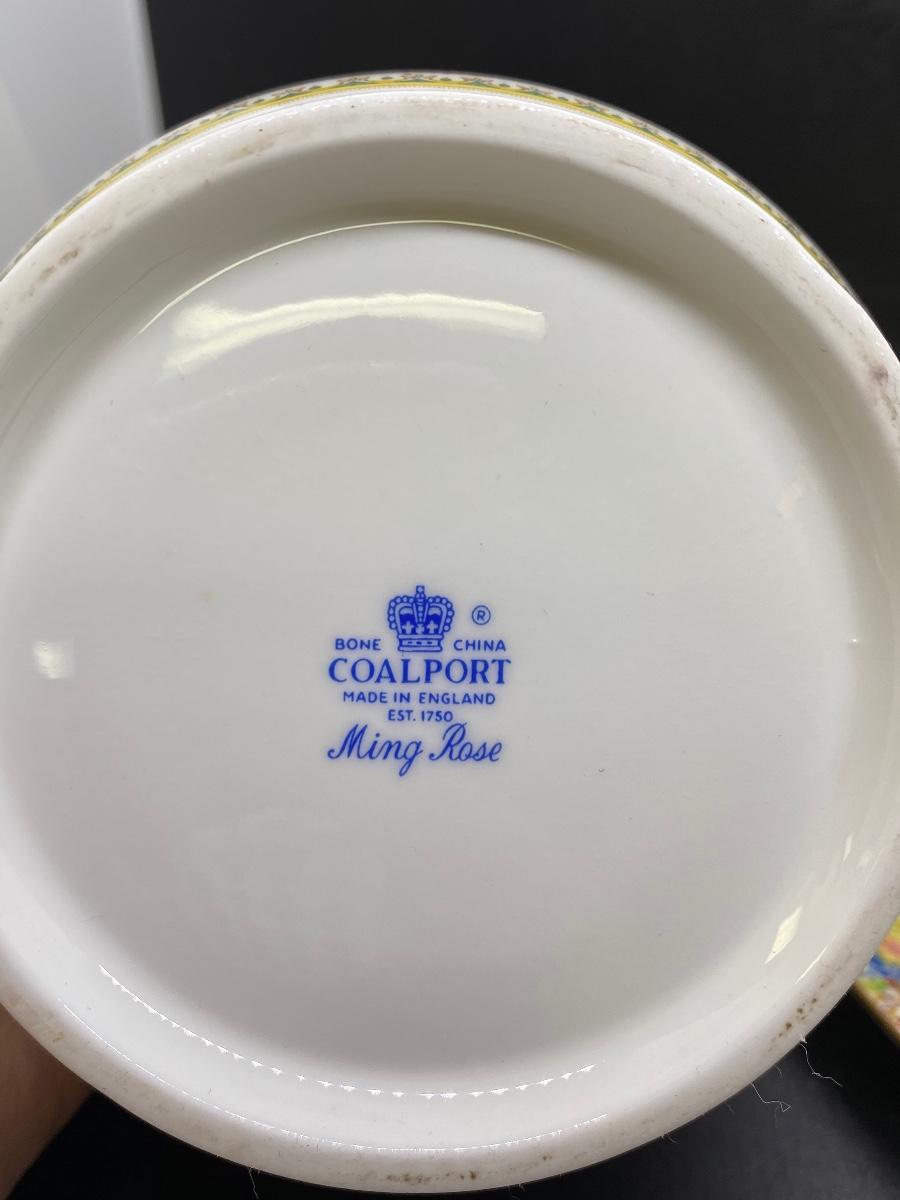 ®
BONE CHINA
COALPORT
MADE IN ENGLAND
EST. 1750
Ming Rose